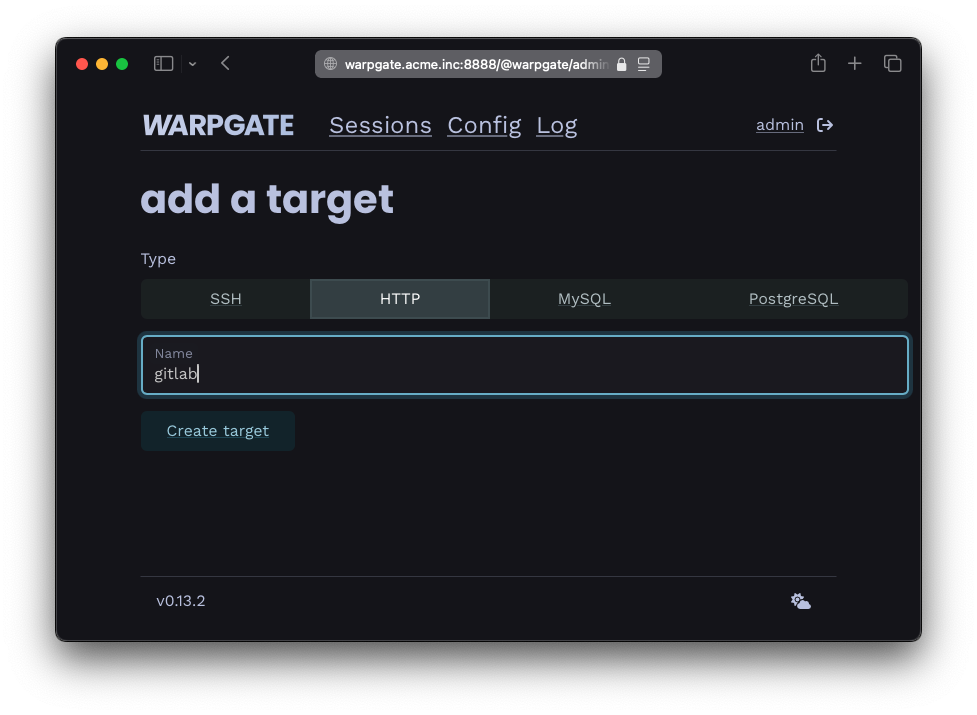 warpgate.acme.inc:8888/@warpgate/admin
WARPGATE Sessions Config Log admin
add a target
Type
SSH HTTP MySQL PostgreSQL
Name
gitlab
Create target
v0.13.2